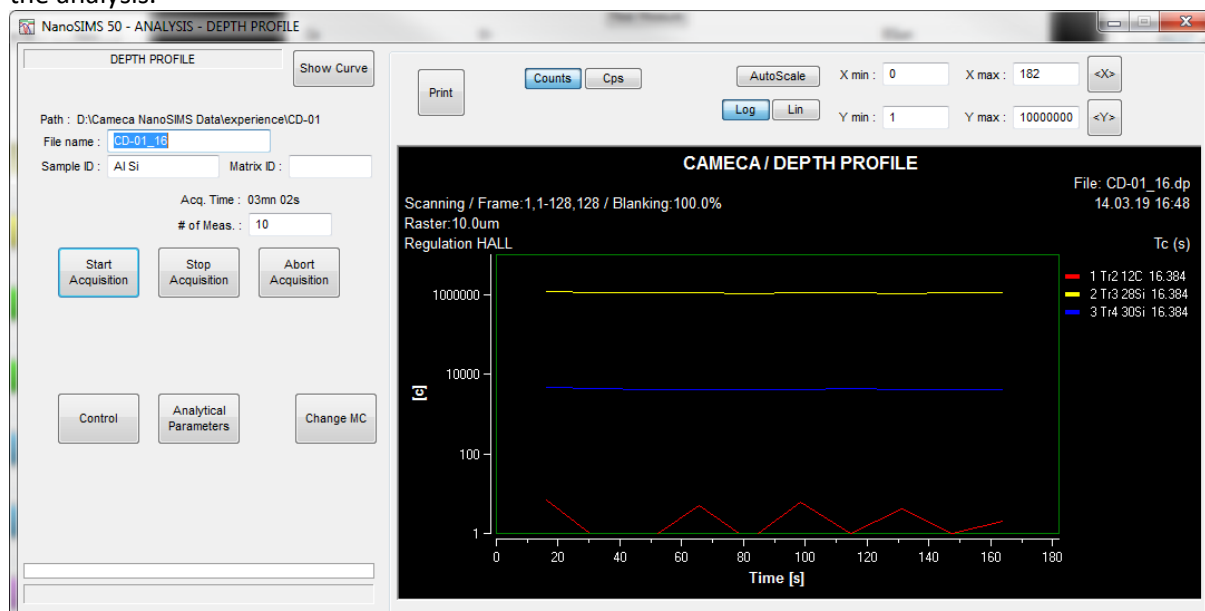 the analysis.
NanoSIMS 50 - ANALYSIS - DEPTH PROFILE
DEPTH PROFILE
Show Curve
Path : D:\Cameca NanoSIMS Data\experience\CD-01
File name : CD-01_16
Sample ID : Al Si Matrix ID :
Acq. Time : 03mn 02s
# of Meas. : 10
Start Acquisition
Stop Acquisition
Abort Acquisition
Control
Analytical Parameters
Change MC
Print
Counts Cps
AutoScale X min : 0 X max : 182 <X>
Log Lin Y min : 1 Y max : 10000000 <Y>
CAMECA / DEPTH PROFILE
File: CD-01_16.dp
Scanning / Frame:1,1-128,128 / Blanking:100.0% 14.03.19 16:48
Raster:10.0um
Regulation HALL Tc (s)
1 Tr2 12C 16.384
2 Tr3 28Si 16.384
3 Tr4 30Si 16.384
1000000
10000
[c]
100
1
0 20 40 60 80 100 120 140 160 180
Time [s]